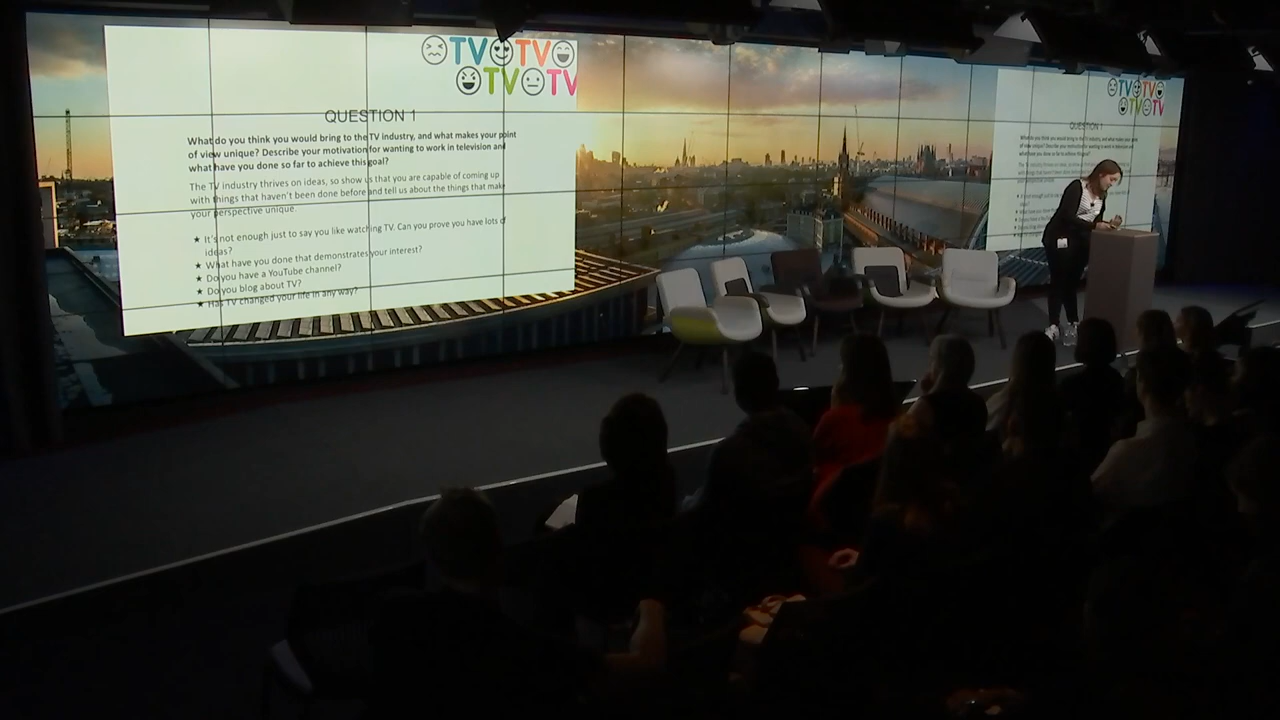 TV TV
TV TV
QUESTION 1
What do you think you would bring to the TV industry, and what makes your point
of view unique? Describe your motivation for wanting to work in television and
what have you done so far to achieve this goal?
The TV industry thrives on ideas, so show us that you are capable of coming up
with things that haven't been done before and tell us about the things that make
your perspective unique.
★ It's not enough just to say you like watching TV. Can you prove you have lots of
ideas?
★ What have you done that demonstrates your interest?
★ Do you have a YouTube channel?
★ Do you blog about TV?
★ Has TV changed your life in any way?
TV TV
TV TV
QUESTION 1